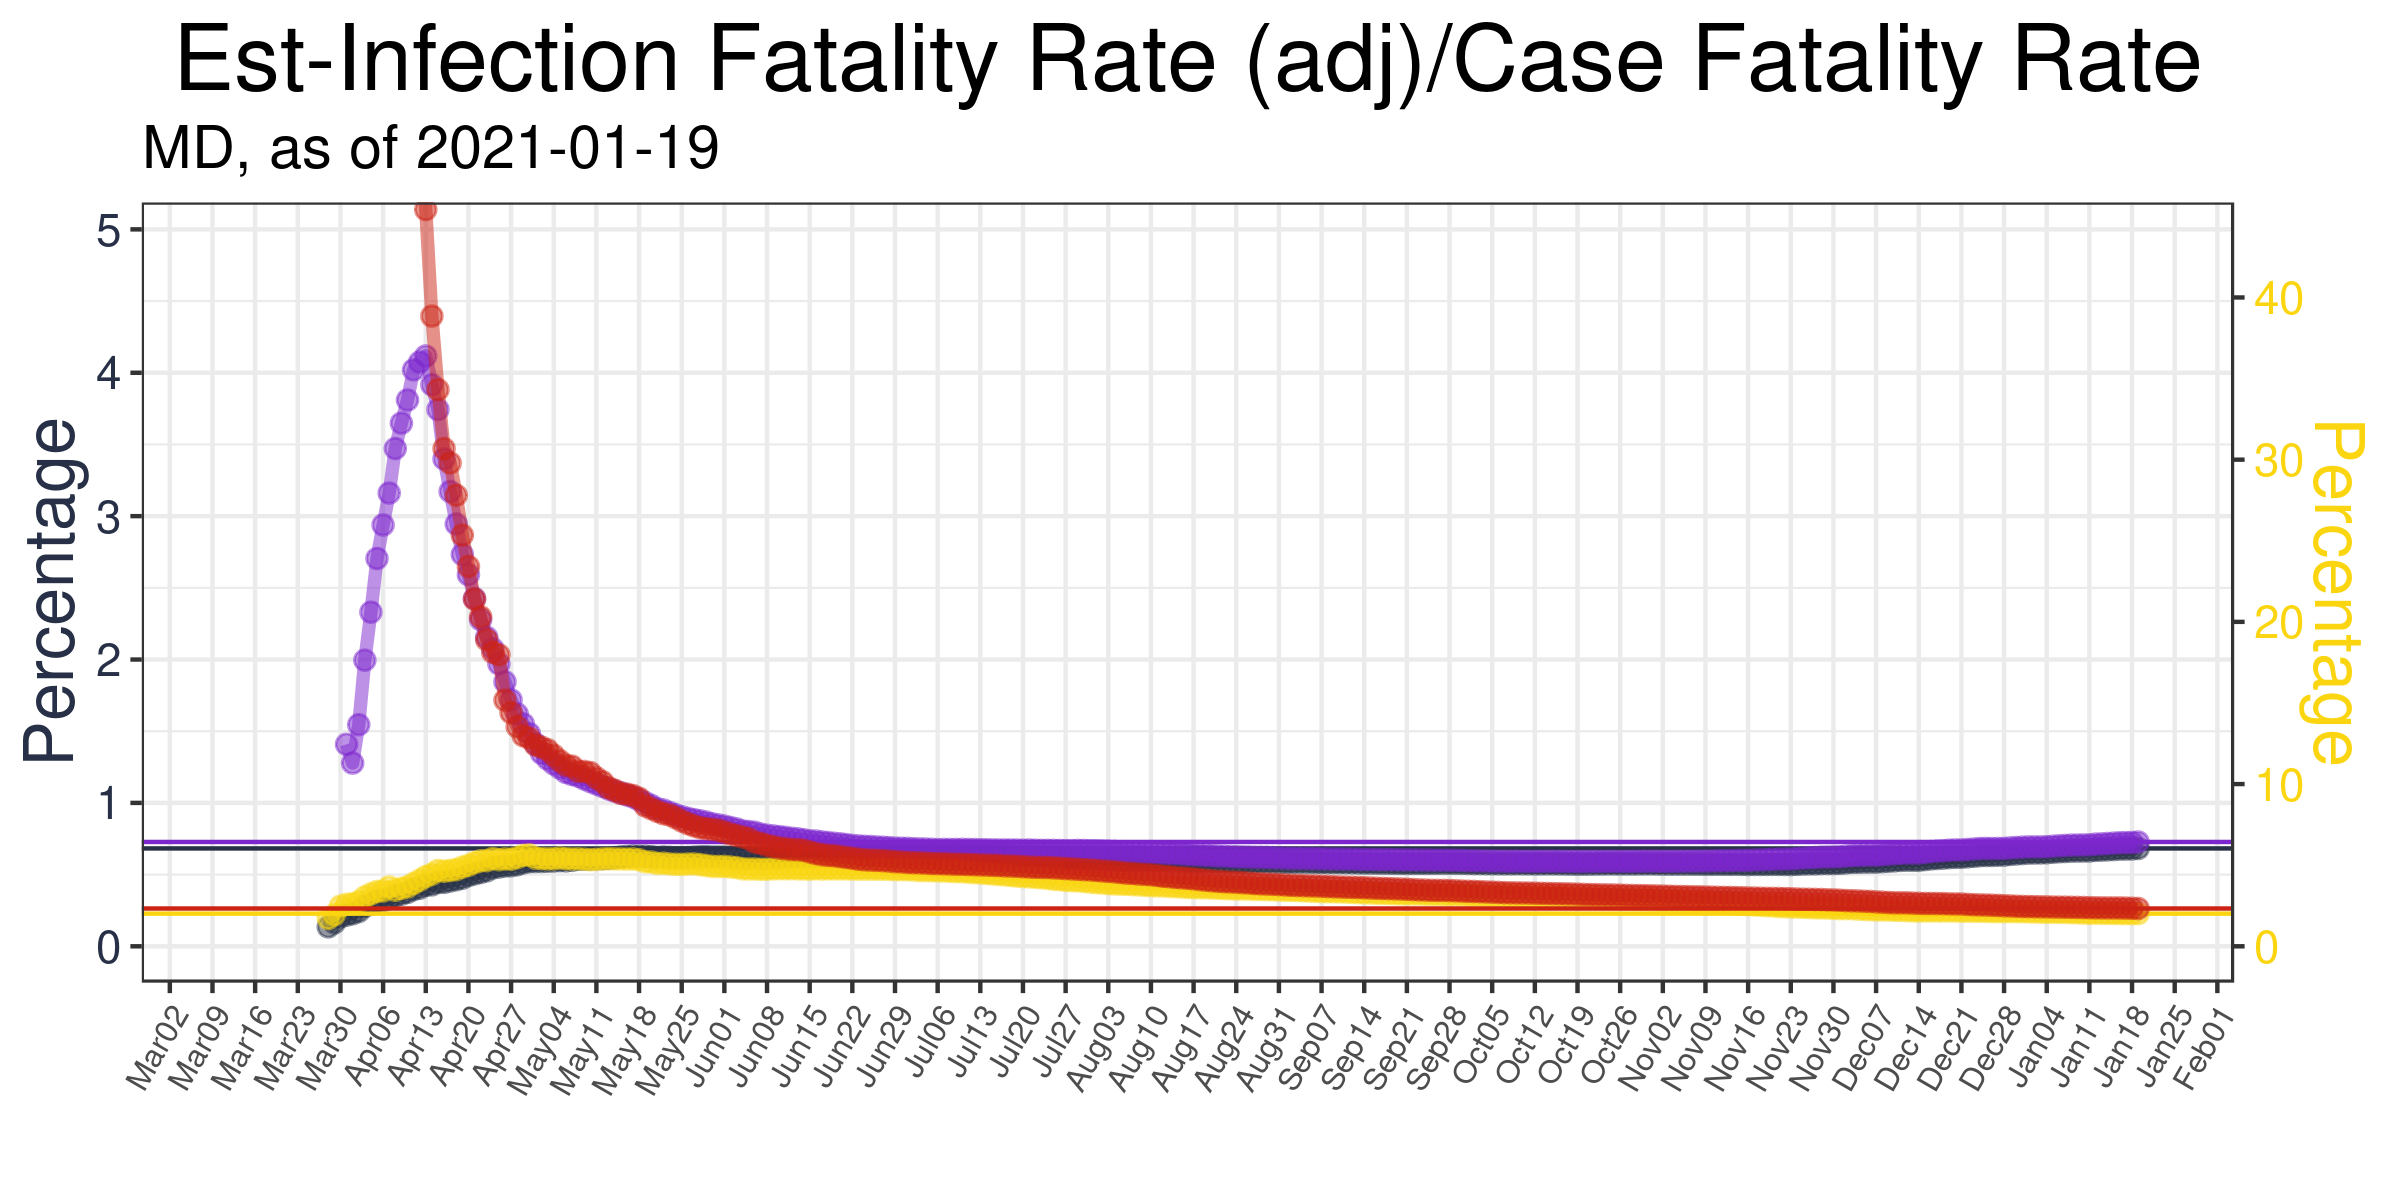 Est-Infection Fatality Rate (adj)/Case Fatality Rate
MD, as of 2021-01-19
Percentage
5
4
3
2
1
0
40
30
20
10
0
Percentage
Mar02
Mar09
Mar16
Mar23
Mar30
Apr06
Apr13
Apr20
Apr27
May04
May11
May18
May25
Jun01
Jun08
Jun15
Jun22
Jun29
Jul06
Jul13
Jul20
Jul27
Aug03
Aug10
Aug17
Aug24
Aug31
Sep07
Sep14
Sep21
Sep28
Oct05
Oct12
Oct19
Oct26
Nov02
Nov09
Nov16
Nov23
Nov30
Dec07
Dec14
Dec21
Dec28
Jan04
Jan11
Jan18
Jan25
Feb01